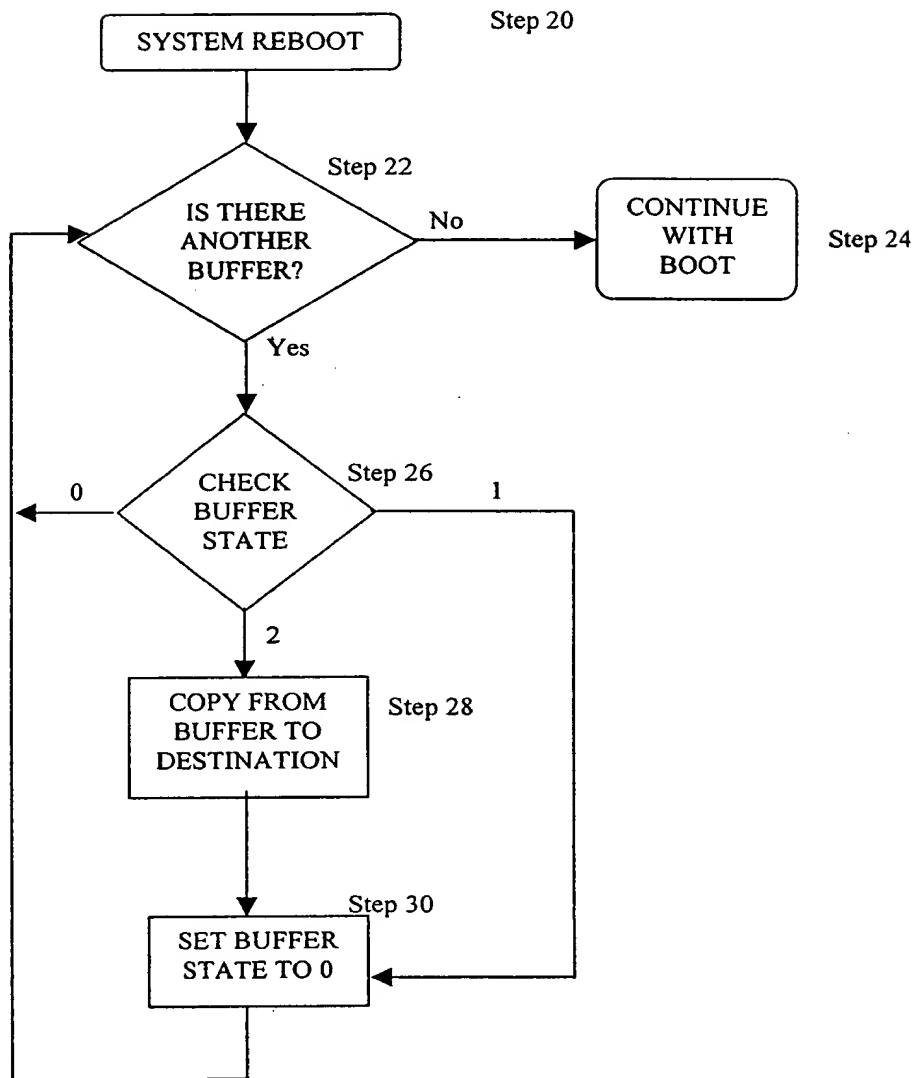 Step 20
SYSTEM REBOOT
Step 22
IS THERE
ANOTHER
BUFFER?
No
CONTINUE
WITH
BOOT
Step 24
Yes
Step 26
0
CHECK
BUFFER
STATE
1
2
COPY FROM
BUFFER TO
DESTINATION
Step 28
Step 30
SET BUFFER
STATE TO 0